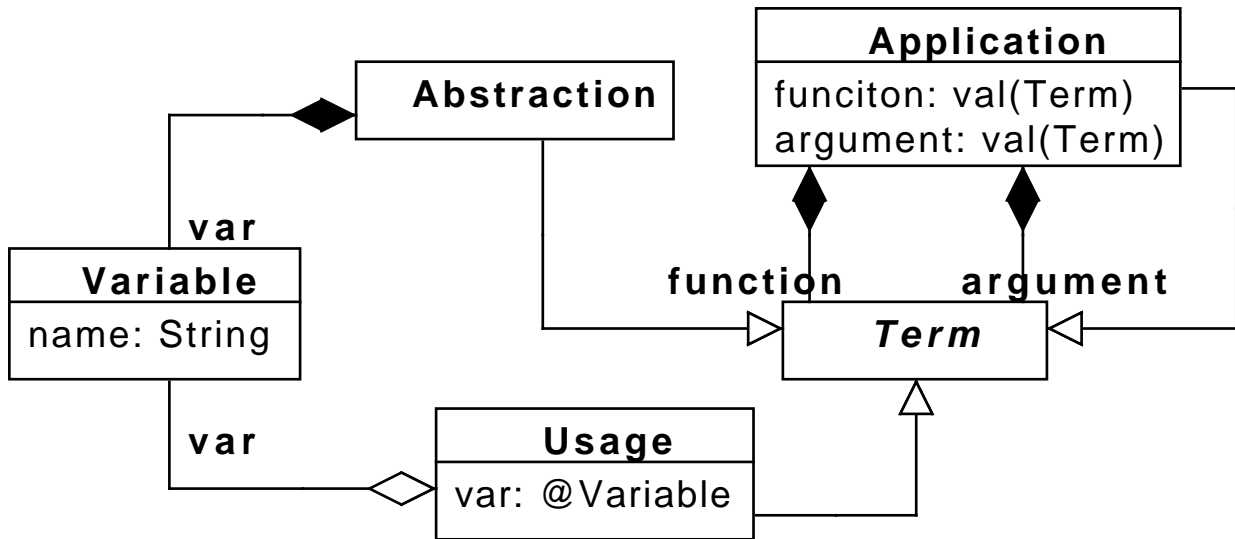 Application
funciton: val(Term)
argument: val(Term)
Abstraction
var
Variable
name: String
function
argument
Term
var
Usage
var: @Variable